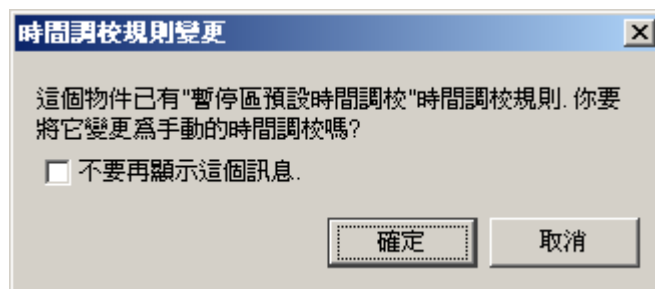 時間調校規則變更
這個物件已有"暫停區預設時間調校"時間調校規則. 你要
將它變更爲手動的時間調校嗎?
不要再顯示這個訊息.
確定
取消